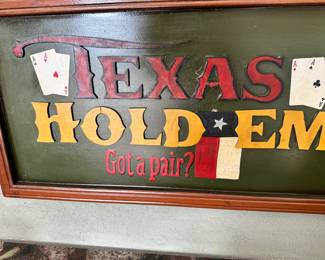 TEXAS
HOLD EM
Got a pair?